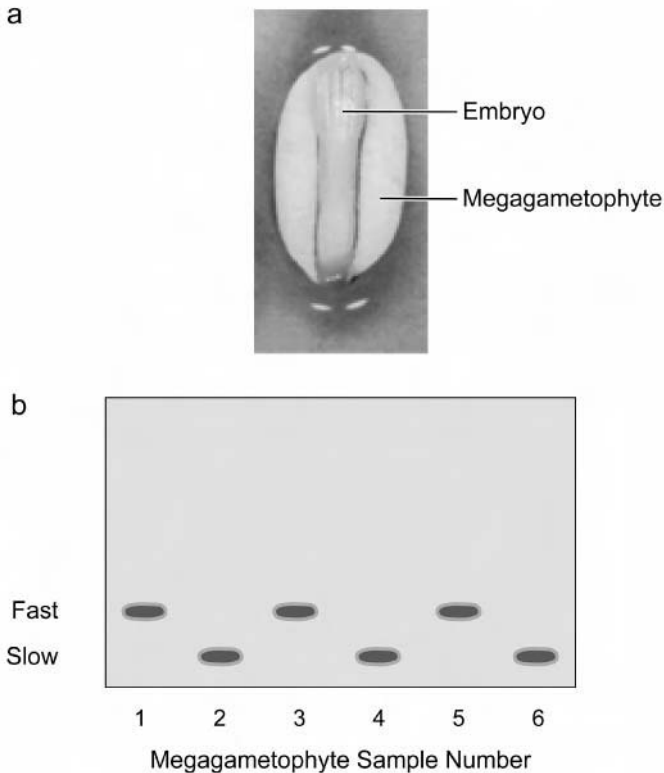 a
Embryo
Megagametophyte
b
Fast
Slow
1 2 3 4 5 6
Megagametophyte Sample Number